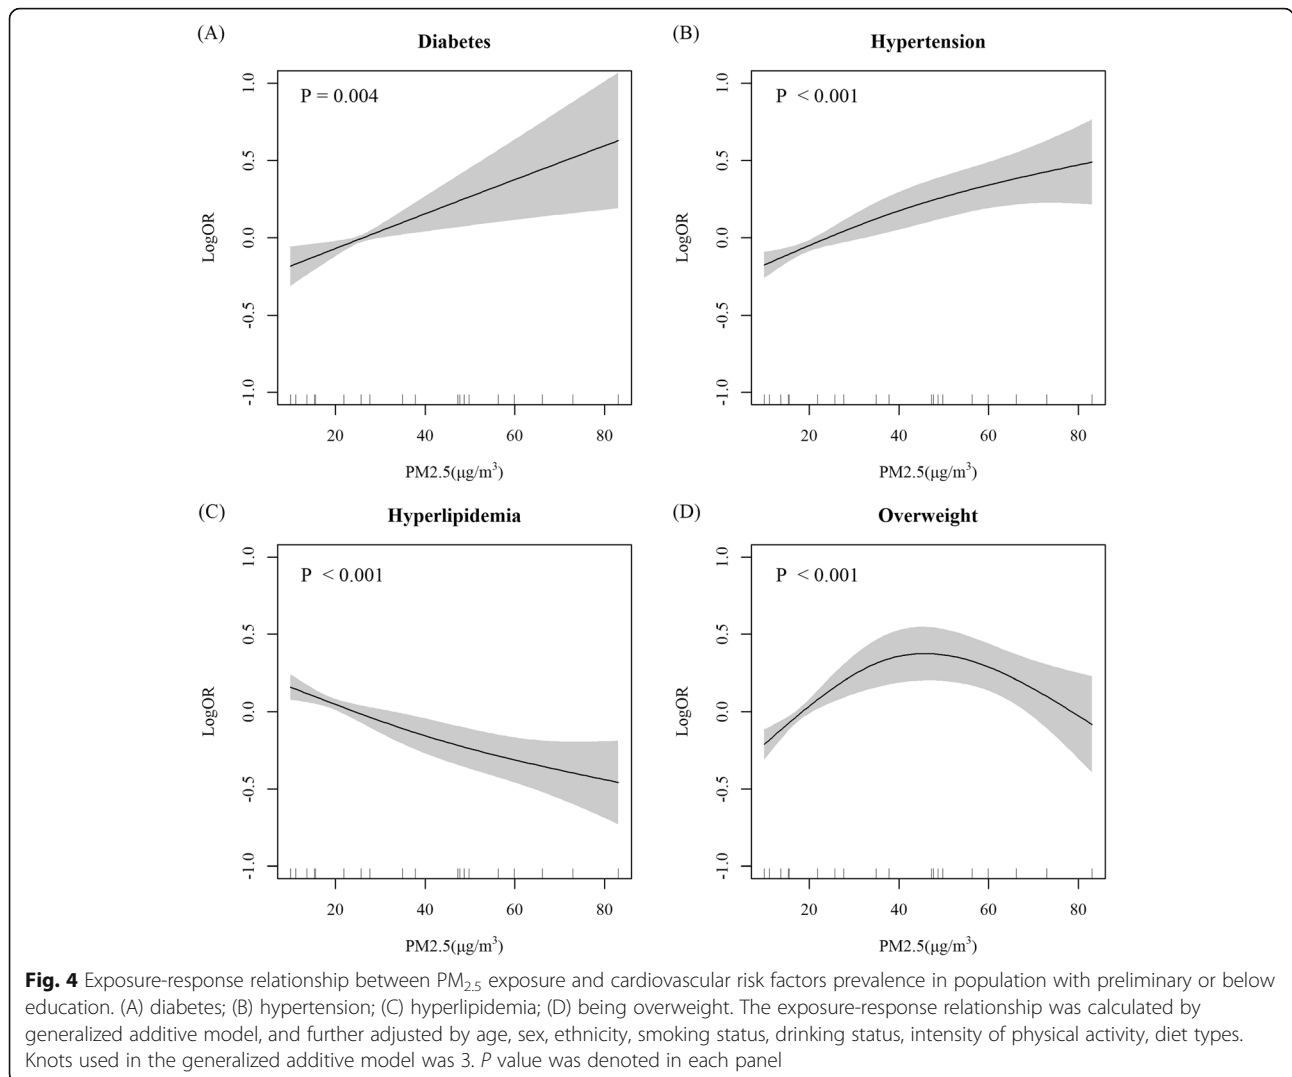 (A)
Diabetes
P = 0.004
LogOR
1.0
0.5
0.0
-0.5
-1.0
20 40 60 80
PM2.5(μg/m³)
(B)
Hypertension
P < 0.001
LogOR
1.0
0.5
0.0
-0.5
-1.0
20 40 60 80
PM2.5(μg/m³)
(C)
Hyperlipidemia
P < 0.001
LogOR
1.0
0.5
0.0
-0.5
-1.0
20 40 60 80
PM2.5(μg/m³)
(D)
Overweight
P < 0.001
LogOR
1.0
0.5
0.0
-0.5
-1.0
20 40 60 80
PM2.5(μg/m³)
Fig. 4 Exposure-response relationship between PM₂.₅ exposure and cardiovascular risk factors prevalence in population with preliminary or below
education. (A) diabetes; (B) hypertension; (C) hyperlipidemia; (D) being overweight. The exposure-response relationship was calculated by
generalized additive model, and further adjusted by age, sex, ethnicity, smoking status, drinking status, intensity of physical activity, diet types.
Knots used in the generalized additive model was 3. P value was denoted in each panel